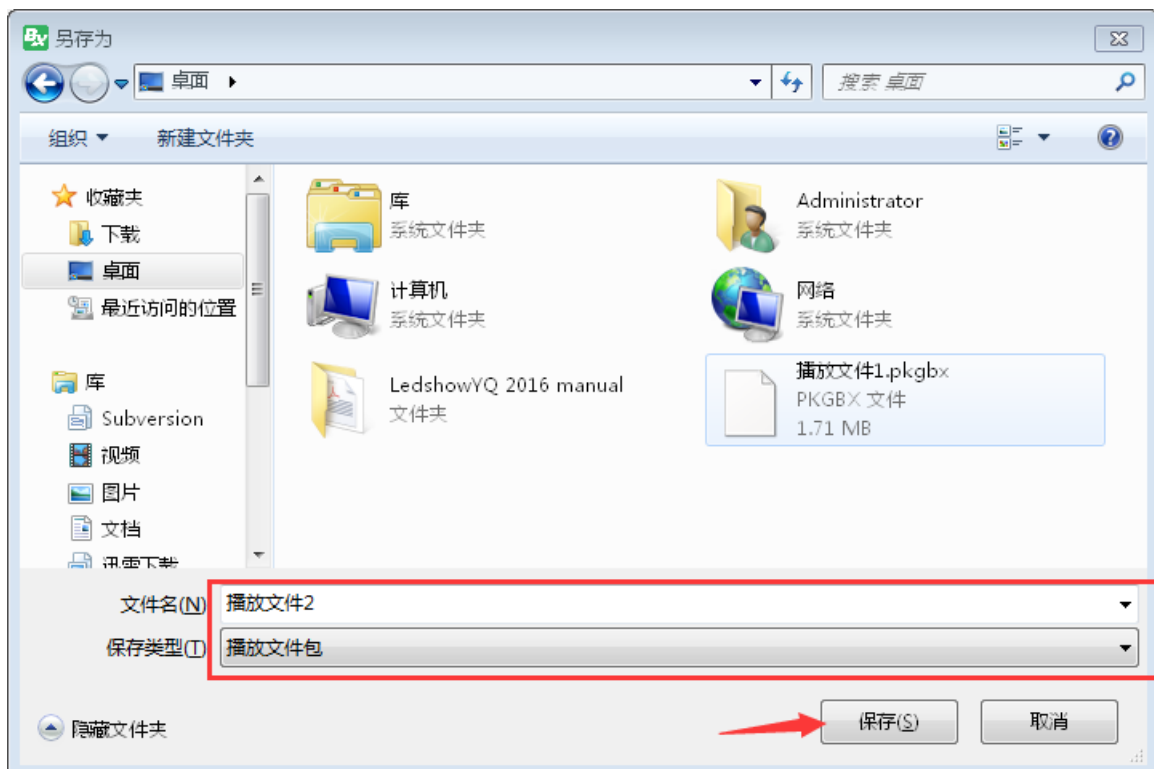 BX 另存为
桌面
搜索 桌面
组织 新建文件夹
收藏夹
下载
桌面
最近访问的位置
库
Subversion
视频
图片
文档
迅雷下载
库
系统文件夹
Administrator
系统文件夹
计算机
系统文件夹
网络
系统文件夹
LedshowYQ 2016 manual
文件夹
播放文件1.pkgbx
PKGBX 文件
1.71 MB
文件名(N) 播放文件2
保存类型(T) 播放文件包
隐藏文件夹
保存(S) 取消